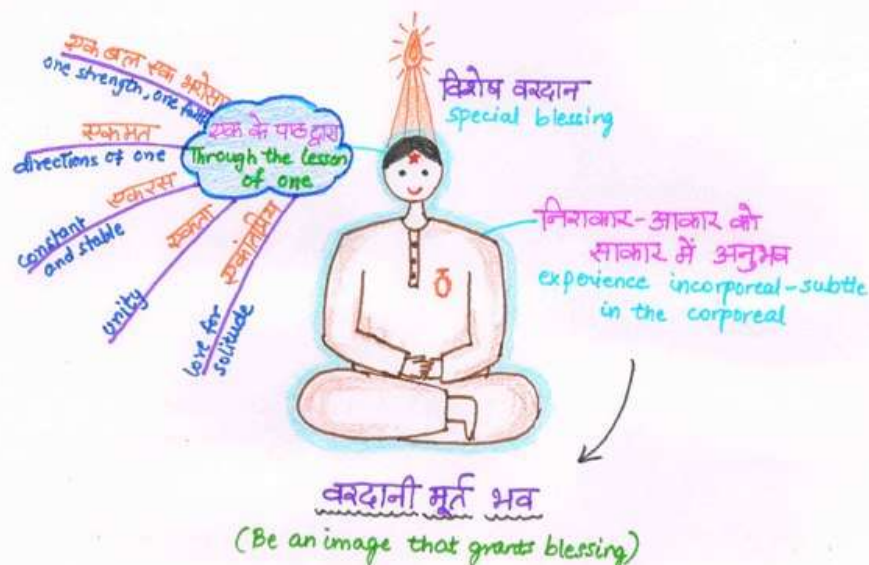 एक बल एक भरोसा
one strength, one faith
एकमत
directions of one
एकरस
constant
and stable
एकता
unity
एकांतप्रिय
love for
solitude
एक के पाठ द्वारा
Through the lesson
of one
विशेष वरदान
special blessing
निराकार-आकार को
साकार में अनुभव
experience incorporeal-subtle
in the corporeal
वरदानी मूर्त भव
(Be an image that grants blessing)